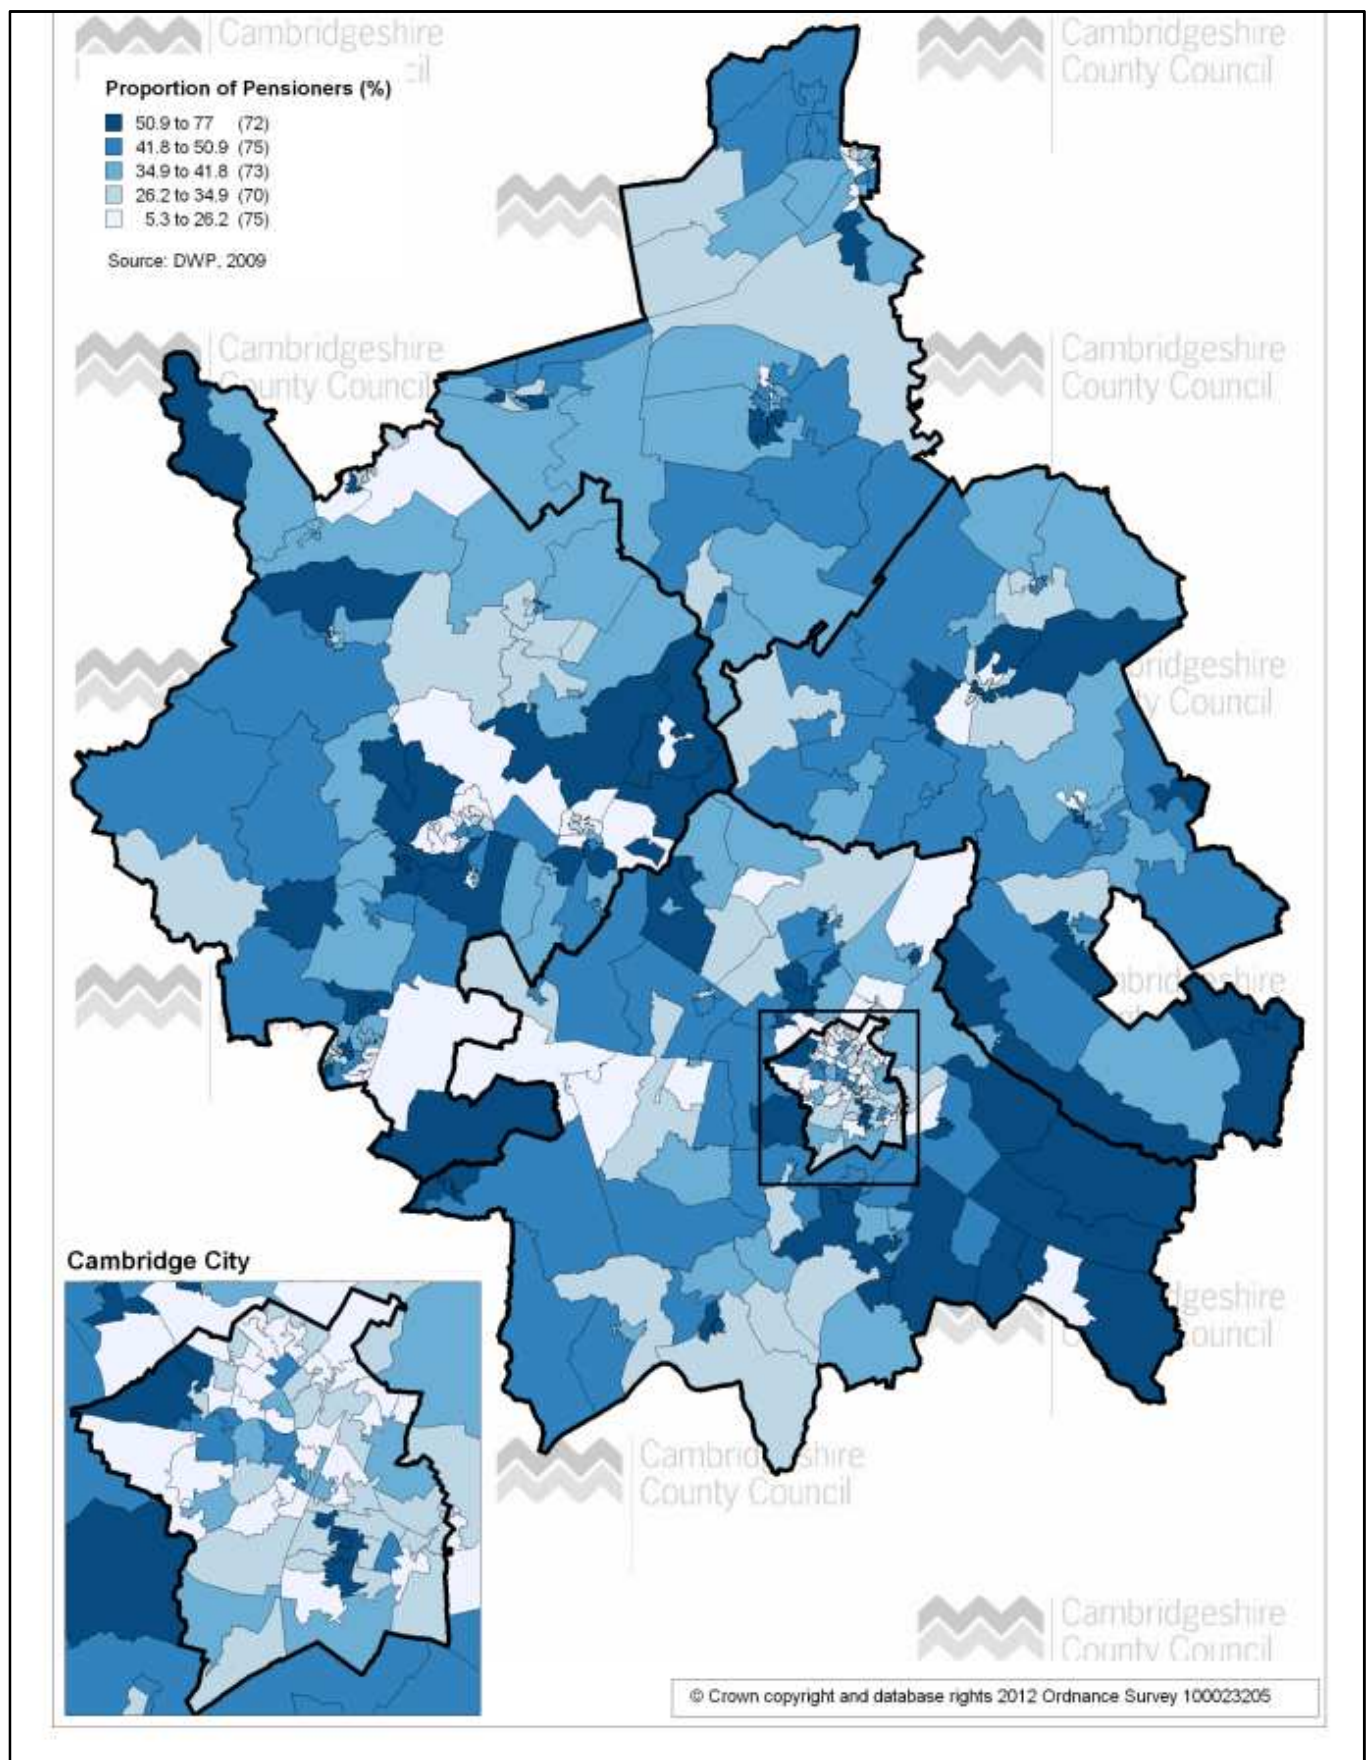 Cambridgeshire
Cambridgeshire
County Council
Proportion of Pensioners (%)
50.9 to 77 (72)
41.8 to 50.9 (75)
34.9 to 41.8 (73)
26.2 to 34.9 (70)
5.3 to 26.2 (75)
Source: DWP, 2009
Cambridgeshire
County Council
Cambridgeshire
County Council
Cambridge City
Cambridgeshire
County Council
Cambridgeshire
County Council
© Crown copyright and database rights 2012 Ordnance Survey 100023205